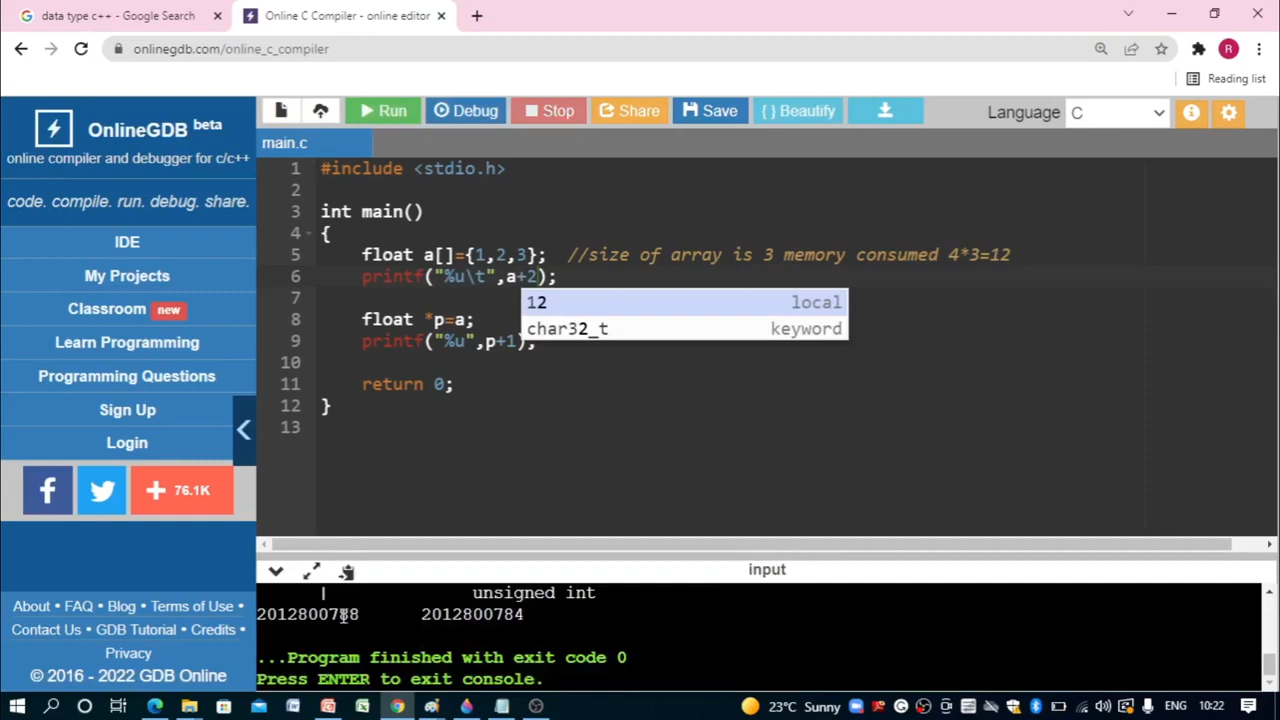 data type c++ - Google Search
Online C Compiler - online editor
onlinegdb.com/online_c_compiler
R
Reading list
OnlineGDB beta
online compiler and debugger for c/c++
code. compile. run. debug. share.
IDE
My Projects
Classroom new
Learn Programming
Programming Questions
Sign Up
Login
76.1K
About • FAQ • Blog • Terms of Use •
Contact Us • GDB Tutorial • Credits •
Privacy
© 2016 - 2022 GDB Online
Run Debug Stop Share Save { } Beautify Language C
main.c
1 #include <stdio.h>
2
3 int main()
4 {
5 float a[]={1,2,3}; //size of array is 3 memory consumed 4*3=12
6 printf("%u\t",a+2);
7
12 local
8 float *p=a;
char32_t keyword
9 printf("%u",p+1);
10
11 return 0;
12 }
13
input
| unsigned int
2012800788 2012800784
...Program finished with exit code 0
Press ENTER to exit console.
23°C Sunny ENG 10:22